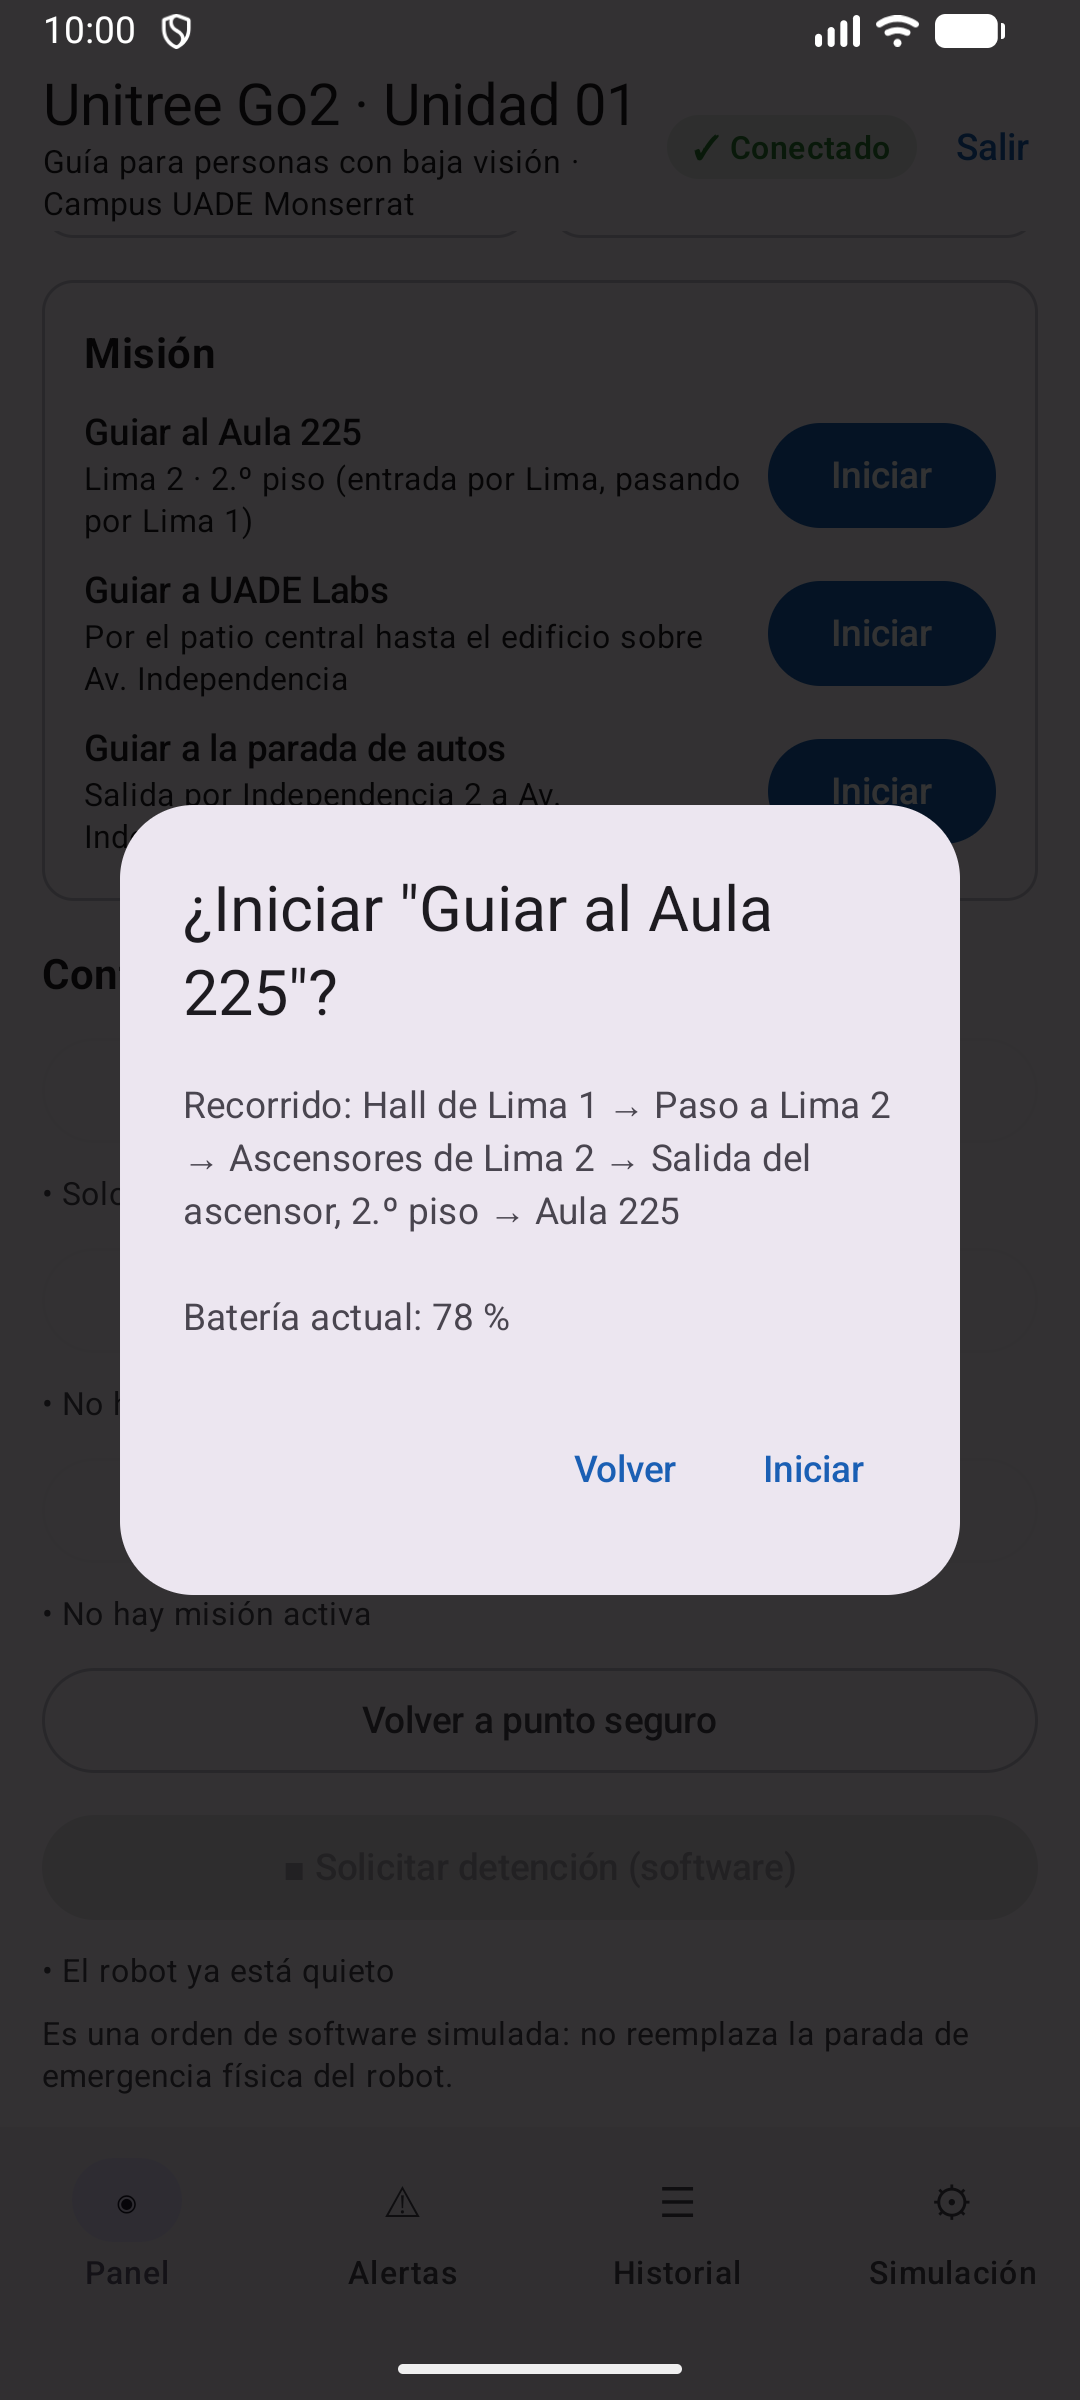 10:00
Unitree Go2 · Unidad 01
Guía para personas con baja visión ·
Campus UADE Monserrat
✓ Conectado
Salir
Misión
Guiar al Aula 225
Lima 2 · 2.º piso (entrada por Lima, pasando
por Lima 1)
Iniciar
Guiar a UADE Labs
Por el patio central hasta el edificio sobre
Av. Independencia
Iniciar
Guiar a la parada de autos
Salida por Independencia 2 a Av.
Iniciar
¿Iniciar "Guiar al Aula
225"?
Recorrido: Hall de Lima 1 → Paso a Lima 2
→ Ascensores de Lima 2 → Salida del
ascensor, 2.º piso → Aula 225
Batería actual: 78 %
Volver
Iniciar
• No hay misión activa
Volver a punto seguro
■ Solicitar detención (software)
• El robot ya está quieto
Es una orden de software simulada: no reemplaza la parada de
emergencia física del robot.
Panel
Alertas
Historial
Simulación